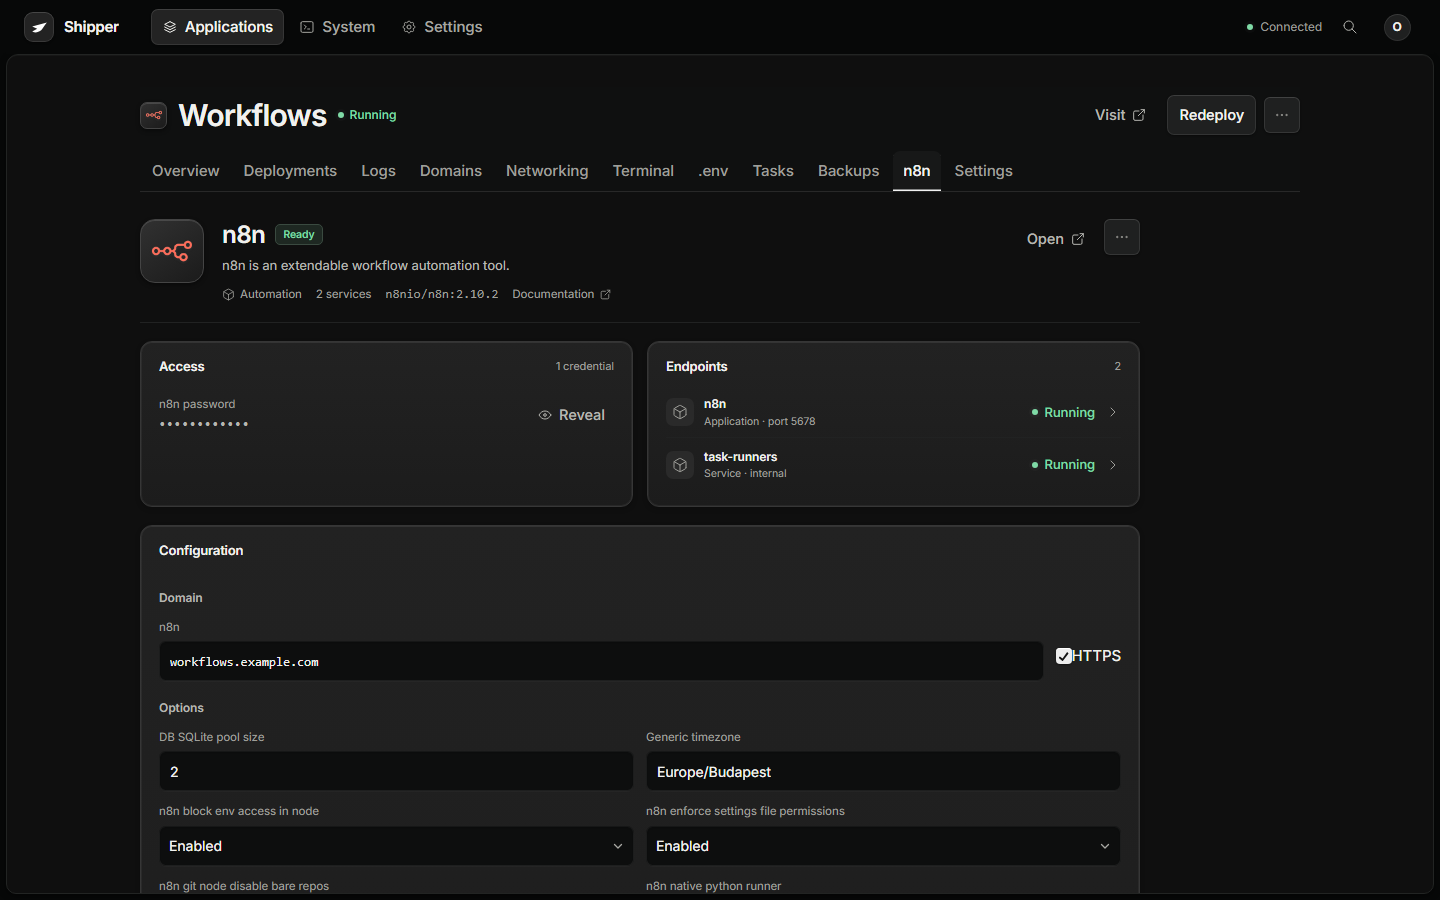 Shipper
Applications
System
Settings
Connected
O
Workflows
Running
Visit
Redeploy
Overview
Deployments
Logs
Domains
Networking
Terminal
.env
Tasks
Backups
n8n
Settings
n8n
Ready
Open
n8n is an extendable workflow automation tool.
Automation
2 services
n8nio/n8n:2.10.2
Documentation
Access
1 credential
n8n password
••••••••••••
Reveal
Endpoints
2
n8n
Application · port 5678
Running
task-runners
Service · internal
Running
Configuration
Domain
n8n
workflows.example.com
HTTPS
Options
DB SQLite pool size
Generic timezone
2
Europe/Budapest
n8n block env access in node
n8n enforce settings file permissions
Enabled
Enabled
n8n git node disable bare repos
n8n native python runner